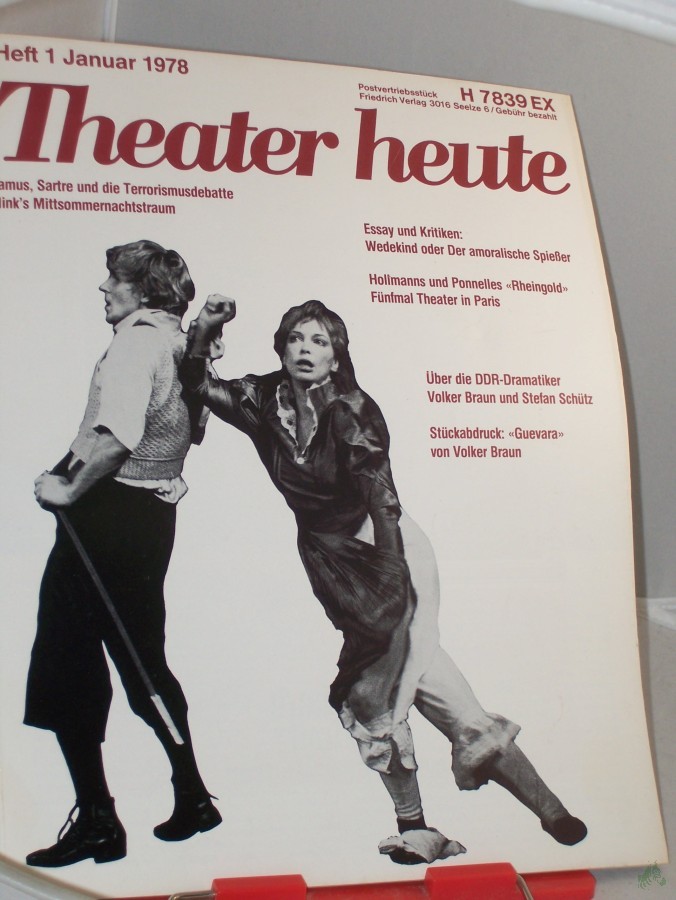 Heft 1 Januar 1978
Postvertriebsstück H 7839 EX
Friedrich Verlag 3016 Seelze 6 / Gebühr bezahlt
Theater heute
amus, Sartre und die Terrorismusdebatte
link's Mittsommernachtstraum
Essay und Kritiken:
Wedekind oder Der amoralische Spießer
Hollmanns und Ponnelles «Rheingold»
Fünfmal Theater in Paris
Über die DDR-Dramatiker
Volker Braun und Stefan Schütz
Stückabdruck: «Guevara»
von Volker Braun